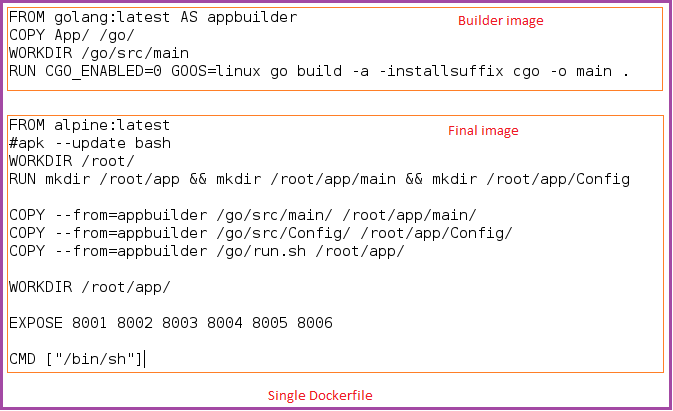 FROM golang:latest AS appbuilder
Builder image
COPY App/ /go/
WORKDIR /go/src/main
RUN CGO_ENABLED=0 GOOS=linux go build -a -installsuffix cgo -o main .
FROM alpine:latest
Final image
#apk --update bash
WORKDIR /root/
RUN mkdir /root/app && mkdir /root/app/main && mkdir /root/app/Config
COPY --from=appbuilder /go/src/main/ /root/app/main/
COPY --from=appbuilder /go/src/Config/ /root/app/Config/
COPY --from=appbuilder /go/run.sh /root/app/
WORKDIR /root/app/
EXPOSE 8001 8002 8003 8004 8005 8006
CMD ["/bin/sh"]
Single Dockerfile